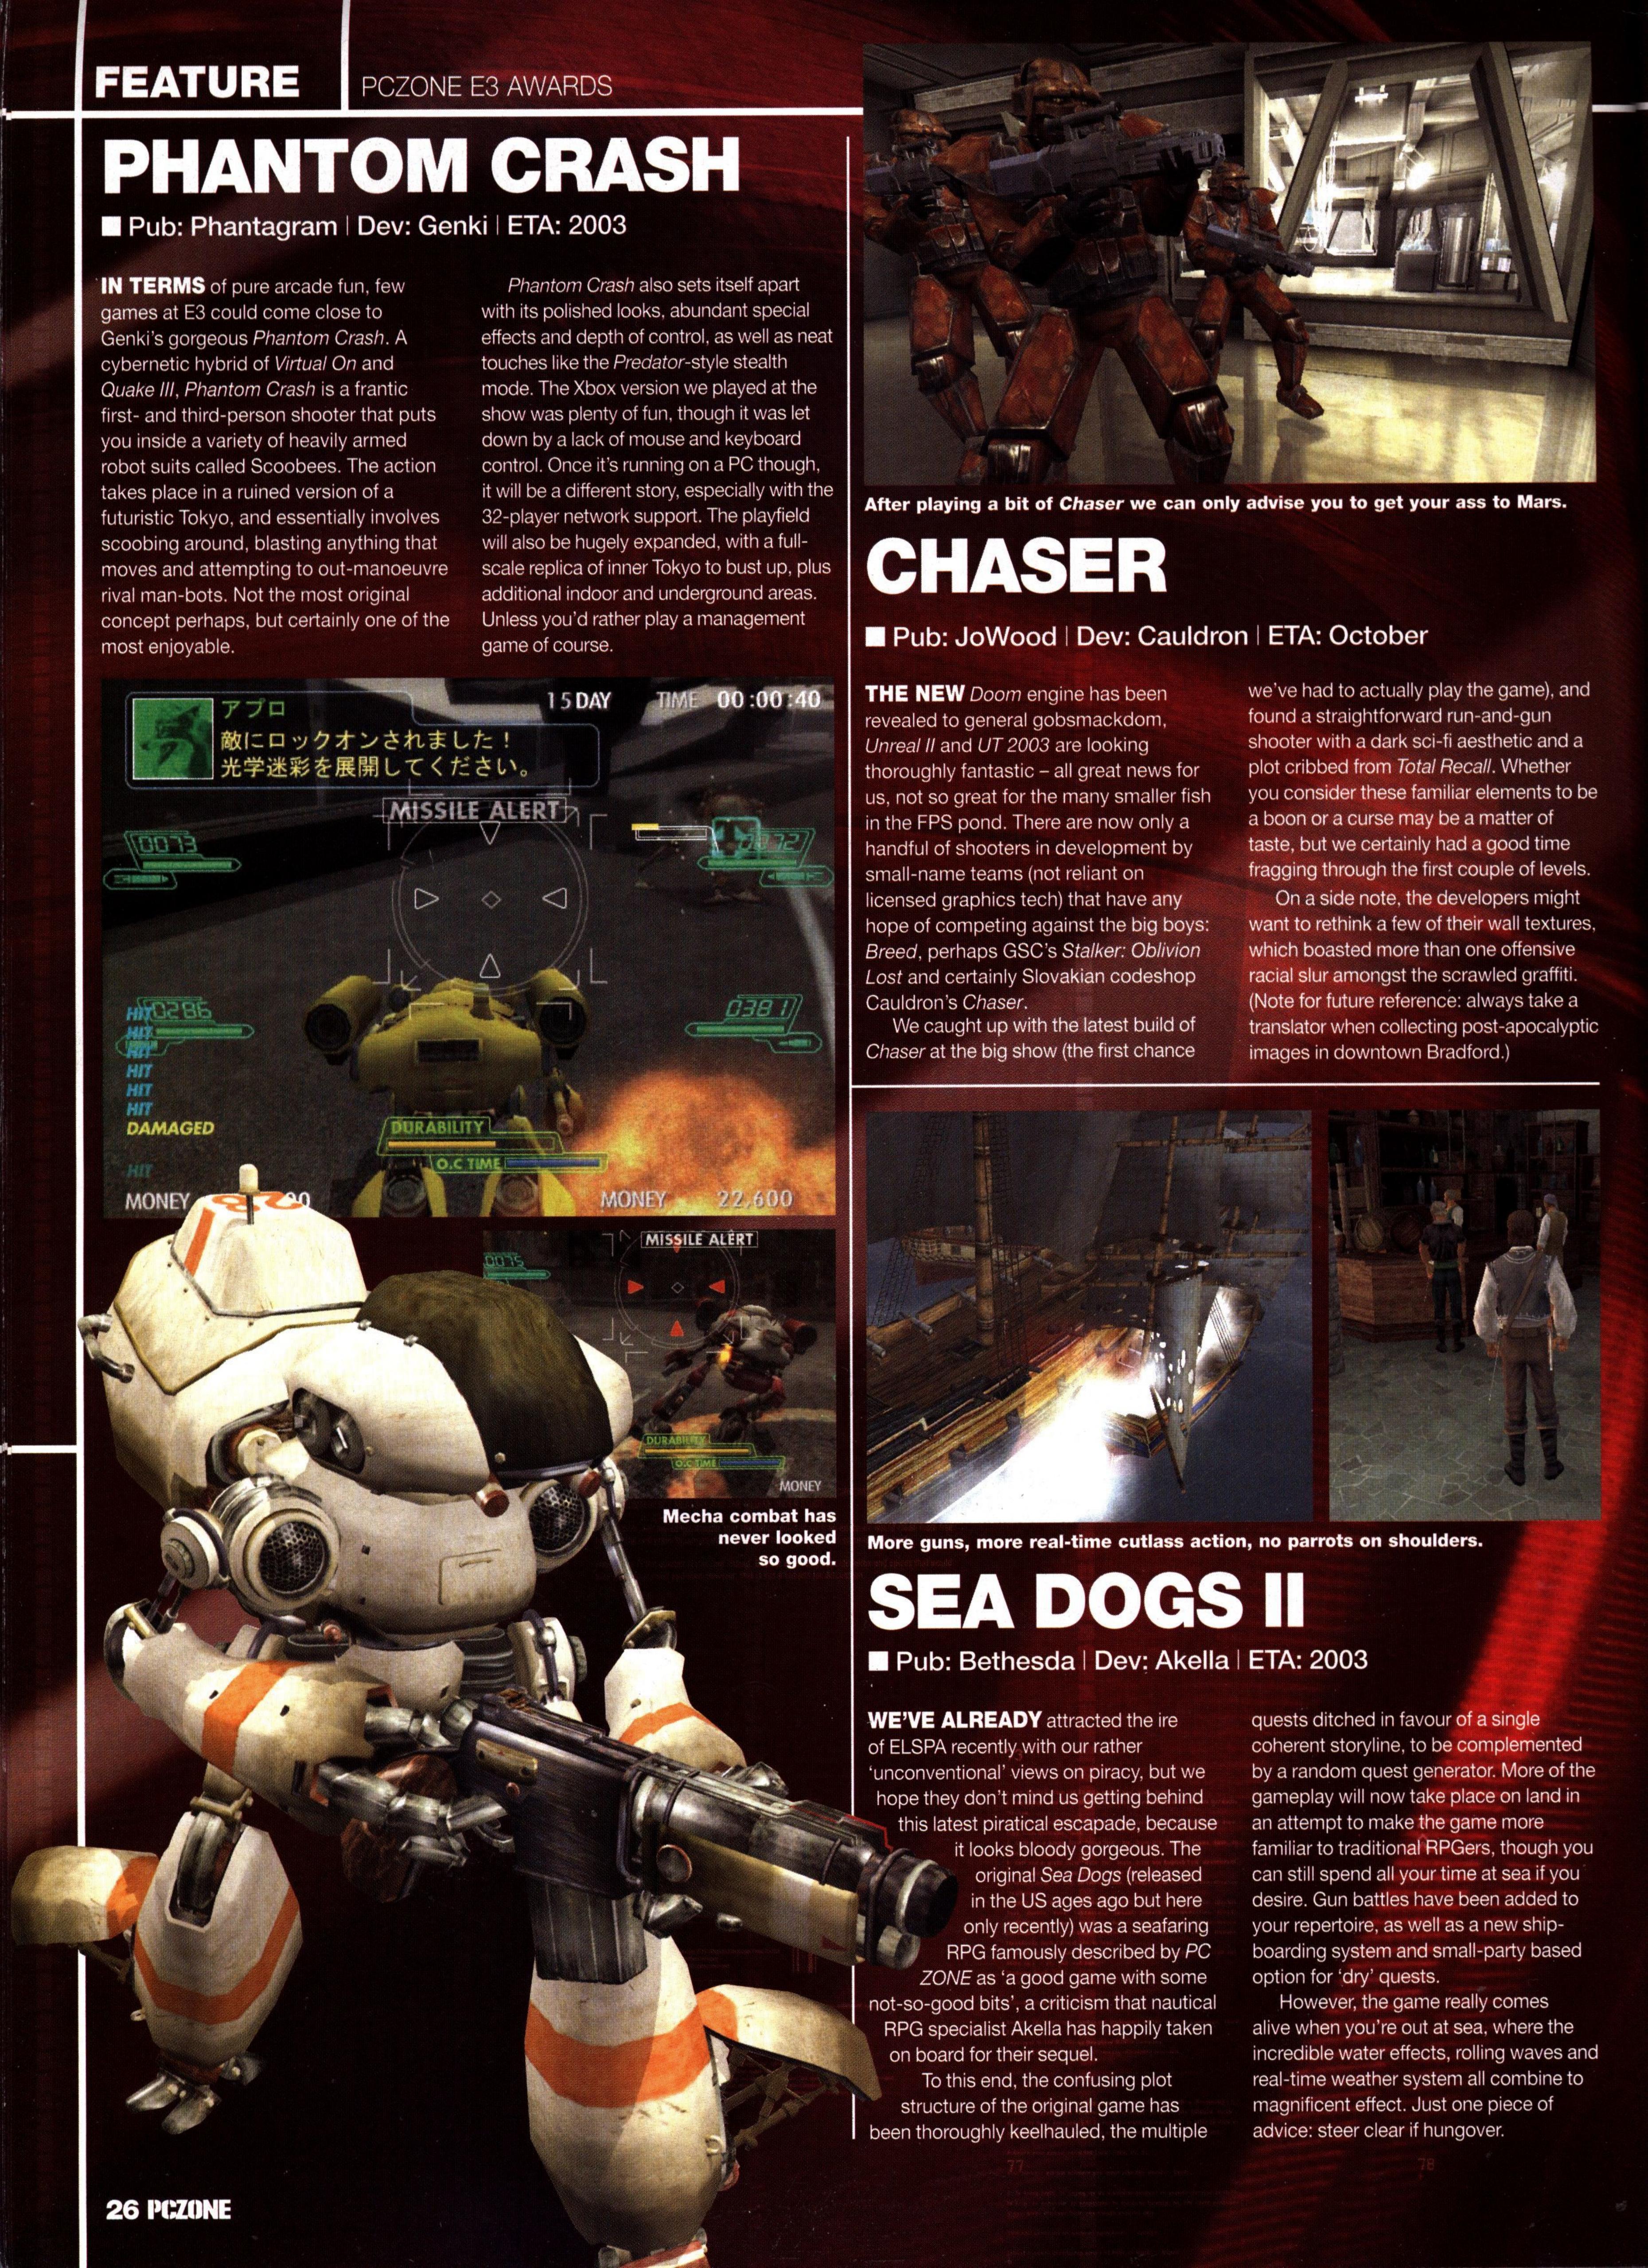 FEATURE
PCZONE E3 AWARDS
PHANTOM CRASH
■ Pub: Phantagram | Dev: Genki | ETA: 2003
IN TERMS of pure arcade fun, few
games at E3 could come close to
Genki's gorgeous Phantom Crash. A
cybernetic hybrid of Virtual On and
Quake III, Phantom Crash is a frantic
first- and third-person shooter that puts
you inside a variety of heavily armed
robot suits called Scoobees. The action
takes place in a ruined version of a
futuristic Tokyo, and essentially involves
scoobing around, blasting anything that
moves and attempting to out-manoeuvre
rival man-bots. Not the most original
concept perhaps, but certainly one of the
most enjoyable.
Phantom Crash also sets itself apart
with its polished looks, abundant special
effects and depth of control, as well as neat
touches like the Predator-style stealth
mode. The Xbox version we played at the
show was plenty of fun, though it was let
down by a lack of mouse and keyboard
control. Once it's running on a PC though,
it will be a different story, especially with the
32-player network support. The playfield
will also be hugely expanded, with a full-
scale replica of inner Tokyo to bust up, plus
additional indoor and underground areas.
Unless you'd rather play a management
game of course.
アプロ
敵にロックオンされました！
光学迷彩を展開してください。
15DAY TIME 00:00:40
MISSILE ALERT
0073
0286
0381
HIT
HIT
HIT
HIT
HIT
HIT
DAMAGED
HIT
DURABILITY
O.C TIME
MONEY
MONEY 22,600
28
MISSILE ALERT
0075
DURABILITY
O.C TIME
MONEY
Mecha combat has
never looked
so good.
After playing a bit of Chaser we can only advise you to get your ass to Mars.
CHASER
■ Pub: JoWood | Dev: Cauldron | ETA: October
THE NEW Doom engine has been
revealed to general gobsmackdom,
Unreal II and UT 2003 are looking
thoroughly fantastic – all great news for
us, not so great for the many smaller fish
in the FPS pond. There are now only a
handful of shooters in development by
small-name teams (not reliant on
licensed graphics tech) that have any
hope of competing against the big boys:
Breed, perhaps GSC's Stalker: Oblivion
Lost and certainly Slovakian codeshop
Cauldron's Chaser.
We caught up with the latest build of
Chaser at the big show (the first chance
we've had to actually play the game), and
found a straightforward run-and-gun
shooter with a dark sci-fi aesthetic and a
plot cribbed from Total Recall. Whether
you consider these familiar elements to be
a boon or a curse may be a matter of
taste, but we certainly had a good time
fragging through the first couple of levels.
On a side note, the developers might
want to rethink a few of their wall textures,
which boasted more than one offensive
racial slur amongst the scrawled graffiti.
(Note for future reference: always take a
translator when collecting post-apocalyptic
images in downtown Bradford.)
More guns, more real-time cutlass action, no parrots on shoulders.
SEA DOGS II
■ Pub: Bethesda | Dev: Akella | ETA: 2003
WE'VE ALREADY attracted the ire
of ELSPA recently with our rather
'unconventional' views on piracy, but we
hope they don't mind us getting behind
this latest piratical escapade, because
it looks bloody gorgeous. The
original Sea Dogs (released
in the US ages ago but here
only recently) was a seafaring
RPG famously described by PC
ZONE as 'a good game with some
not-so-good bits', a criticism that nautical
RPG specialist Akella has happily taken
on board for their sequel.
To this end, the confusing plot
structure of the original game has
been thoroughly keelhauled, the multiple
quests ditched in favour of a single
coherent storyline, to be complemented
by a random quest generator. More of the
gameplay will now take place on land in
an attempt to make the game more
familiar to traditional RPGers, though you
can still spend all your time at sea if you
desire. Gun battles have been added to
your repertoire, as well as a new ship-
boarding system and small-party based
option for 'dry' quests.
However, the game really comes
alive when you're out at sea, where the
incredible water effects, rolling waves and
real-time weather system all combine to
magnificent effect. Just one piece of
advice: steer clear if hungover.
77
78
26 PCZONE